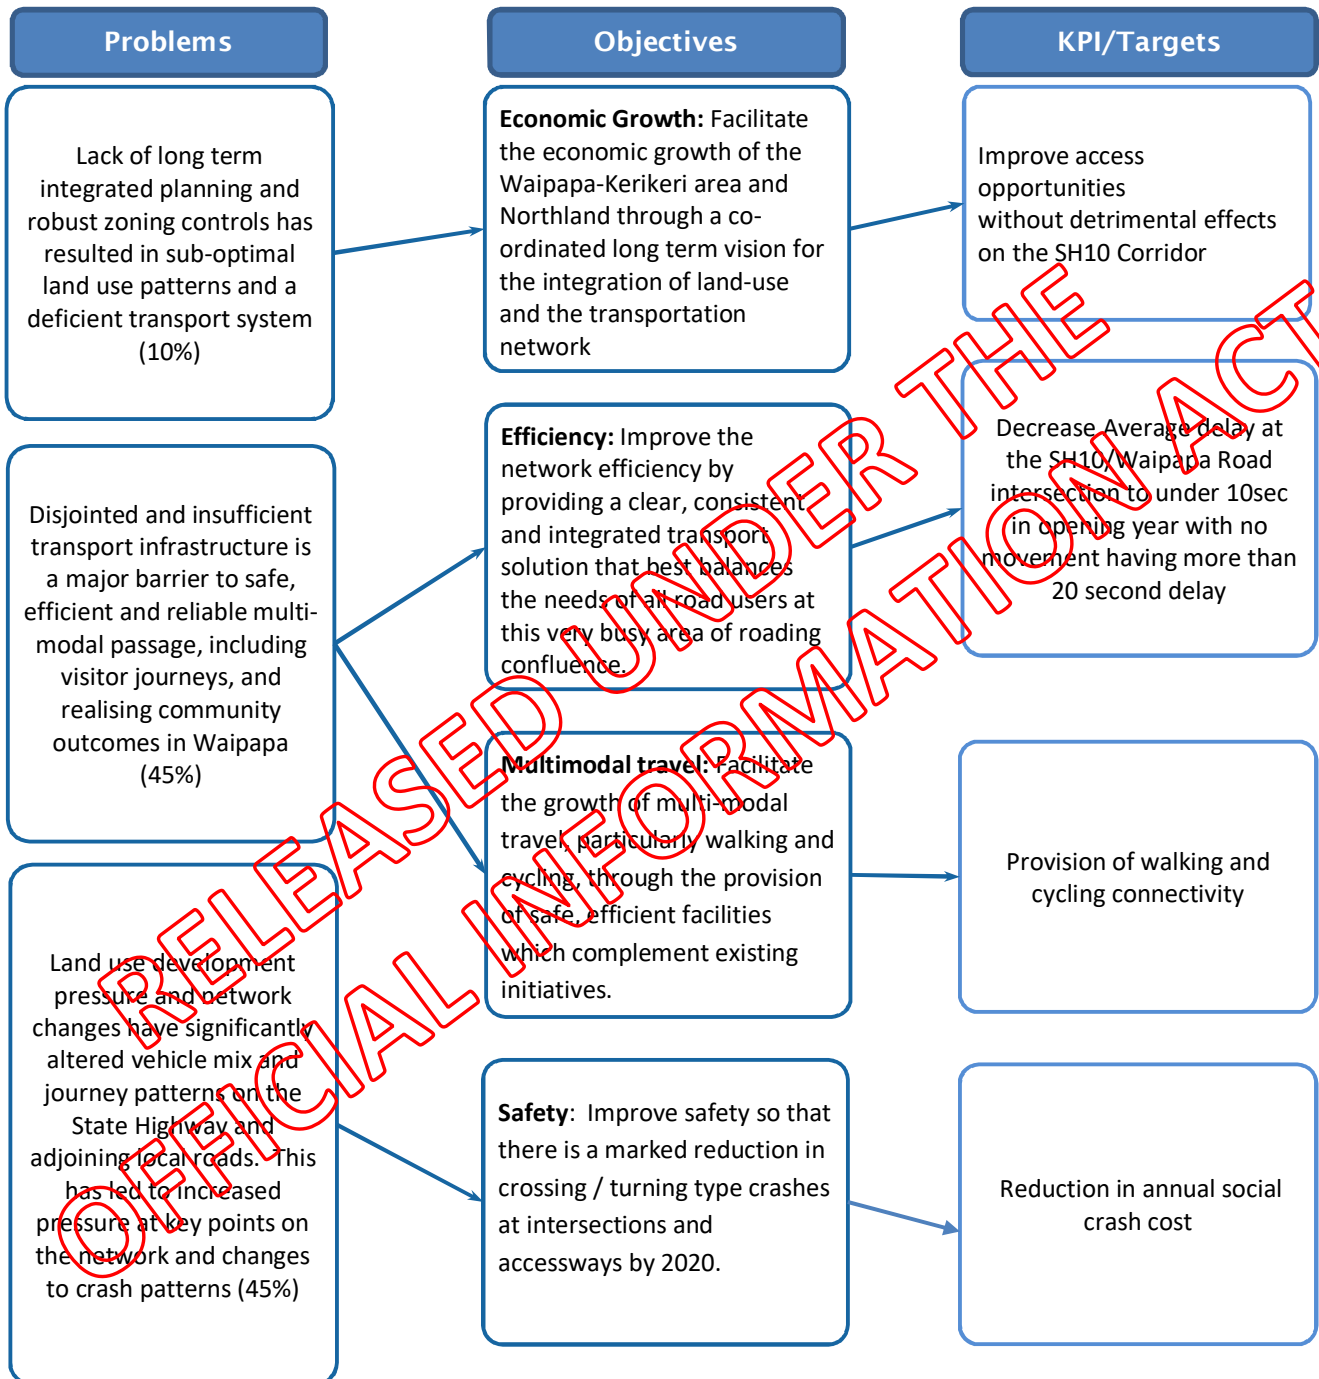 Problems
Objectives
KPI/Targets
Lack of long term
integrated planning and
robust zoning controls has
resulted in sub-optimal
land use patterns and a
deficient transport system
(10%)
Economic Growth: Facilitate
the economic growth of the
Waipapa-Kerikeri area and
Northland through a co-
ordinated long term vision for
the integration of land-use
and the transportation
network
Improve access
opportunities
without detrimental effects
on the SH10 Corridor
Disjointed and insufficient
transport infrastructure is
a major barrier to safe,
efficient and reliable multi-
modal passage, including
visitor journeys, and
realising community
outcomes in Waipapa
(45%)
Efficiency: Improve the
network efficiency by
providing a clear, consistent
and integrated transport
solution that best balances
the needs of all road users at
this very busy area of roading
confluence.
Decrease Average delay at
the SH10/Waipapa Road
intersection to under 10sec
in opening year with no
movement having more than
20 second delay
Multimodal travel: Facilitate
the growth of multi-modal
travel, particularly walking and
cycling, through the provision
of safe, efficient facilities
which complement existing
initiatives.
Provision of walking and
cycling connectivity
Land use development
pressure and network
changes have significantly
altered vehicle mix and
journey patterns on the
State Highway and
adjoining local roads.  This
has led to increased
pressure at key points on
the network and changes
to crash patterns (45%)
Safety:  Improve safety so that
there is a marked reduction in
crossing / turning type crashes
at intersections and
accessways by 2020.
Reduction in annual social
crash cost
RELEASED UNDER THE
OFFICIAL INFORMATION ACT